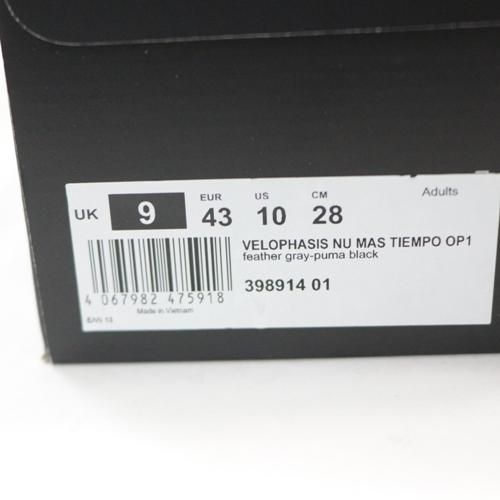 UK 9 EUR 43 US 10 CM 28 Adults
VELOPHASIS NU MAS TIEMPO OP1
feather gray-puma black
398914 01
4 067982 475918
Made in Vietnam
EAN 13